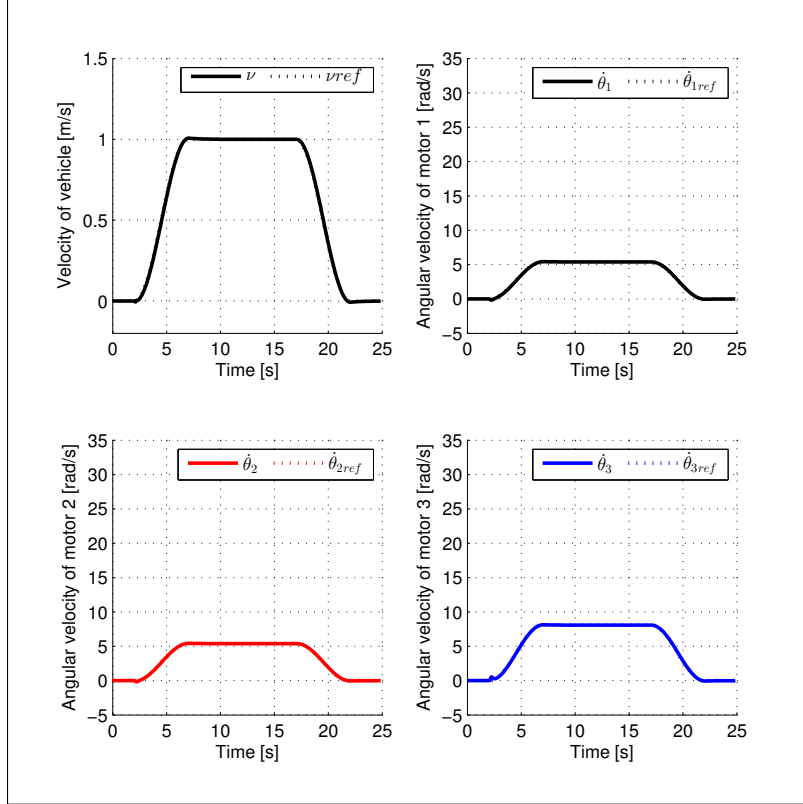 1.5
1
0.5
0
0 5 10 15 20 25
Time [s]
Velocity of vehicle [m/s]
ν νref
35
30
25
20
15
10
5
0
−5
0 5 10 15 20 25
Time [s]
Angular velocity of motor 1 [rad/s]
θ̇₁ θ̇₁ref
35
30
25
20
15
10
5
0
−5
0 5 10 15 20 25
Time [s]
Angular velocity of motor 2 [rad/s]
θ̇₂ θ̇₂ref
35
30
25
20
15
10
5
0
−5
0 5 10 15 20 25
Time [s]
Angular velocity of motor 3 [rad/s]
θ̇₃ θ̇₃ref